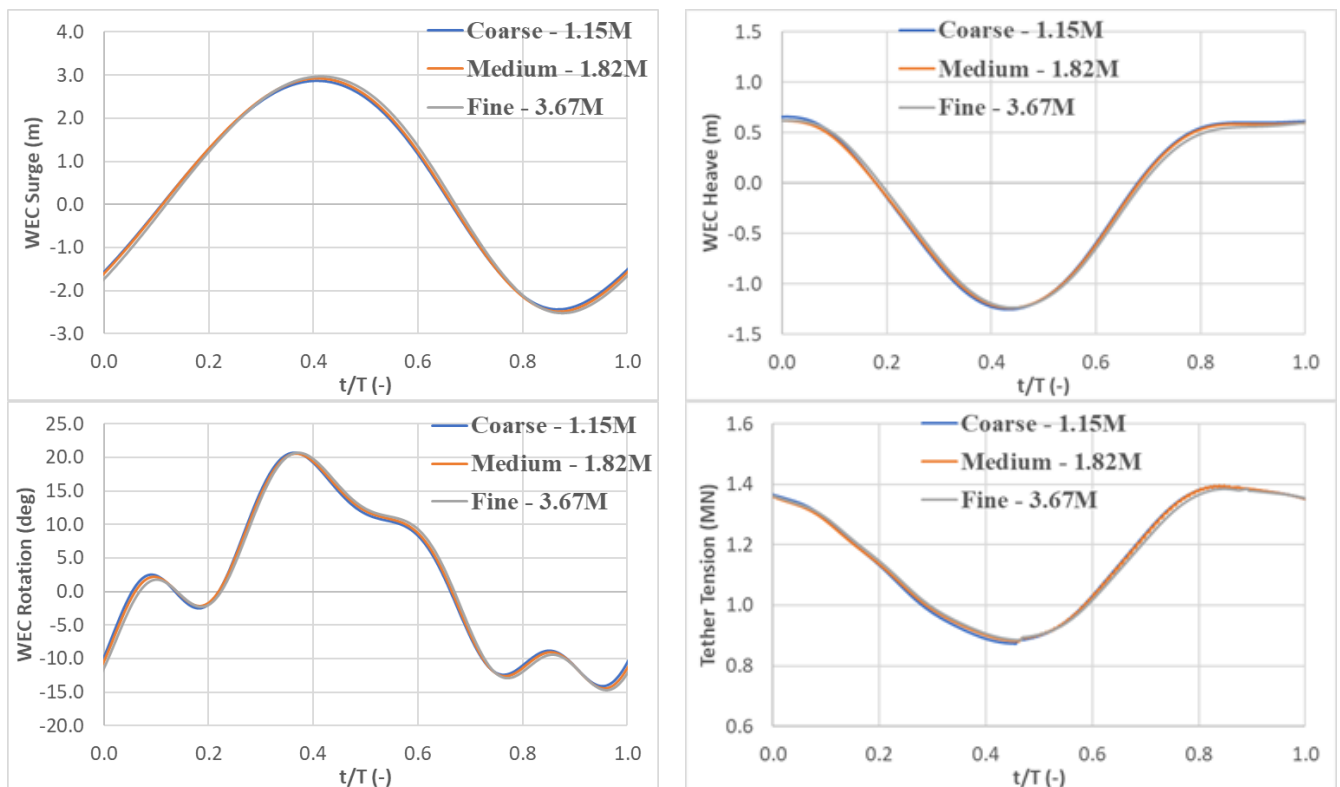 4.0
3.0
2.0
1.0
0.0
-1.0
-2.0
-3.0
WEC Surge (m)
Coarse - 1.15M
Medium - 1.82M
Fine - 3.67M
0.0 0.2 0.4 0.6 0.8 1.0
t/T (-)
1.5
1.0
0.5
0.0
-0.5
-1.0
-1.5
WEC Heave (m)
Coarse - 1.15M
Medium - 1.82M
Fine - 3.67M
0.0 0.2 0.4 0.6 0.8 1.0
t/T (-)
25.0
20.0
15.0
10.0
5.0
0.0
-5.0
-10.0
-15.0
-20.0
WEC Rotation (deg)
Coarse - 1.15M
Medium - 1.82M
Fine - 3.67M
0.0 0.2 0.4 0.6 0.8 1.0
t/T (-)
1.6
1.4
1.2
1.0
0.8
0.6
Tether Tension (MN)
Coarse - 1.15M
Medium - 1.82M
Fine - 3.67M
0.0 0.2 0.4 0.6 0.8 1.0
t/T (-)